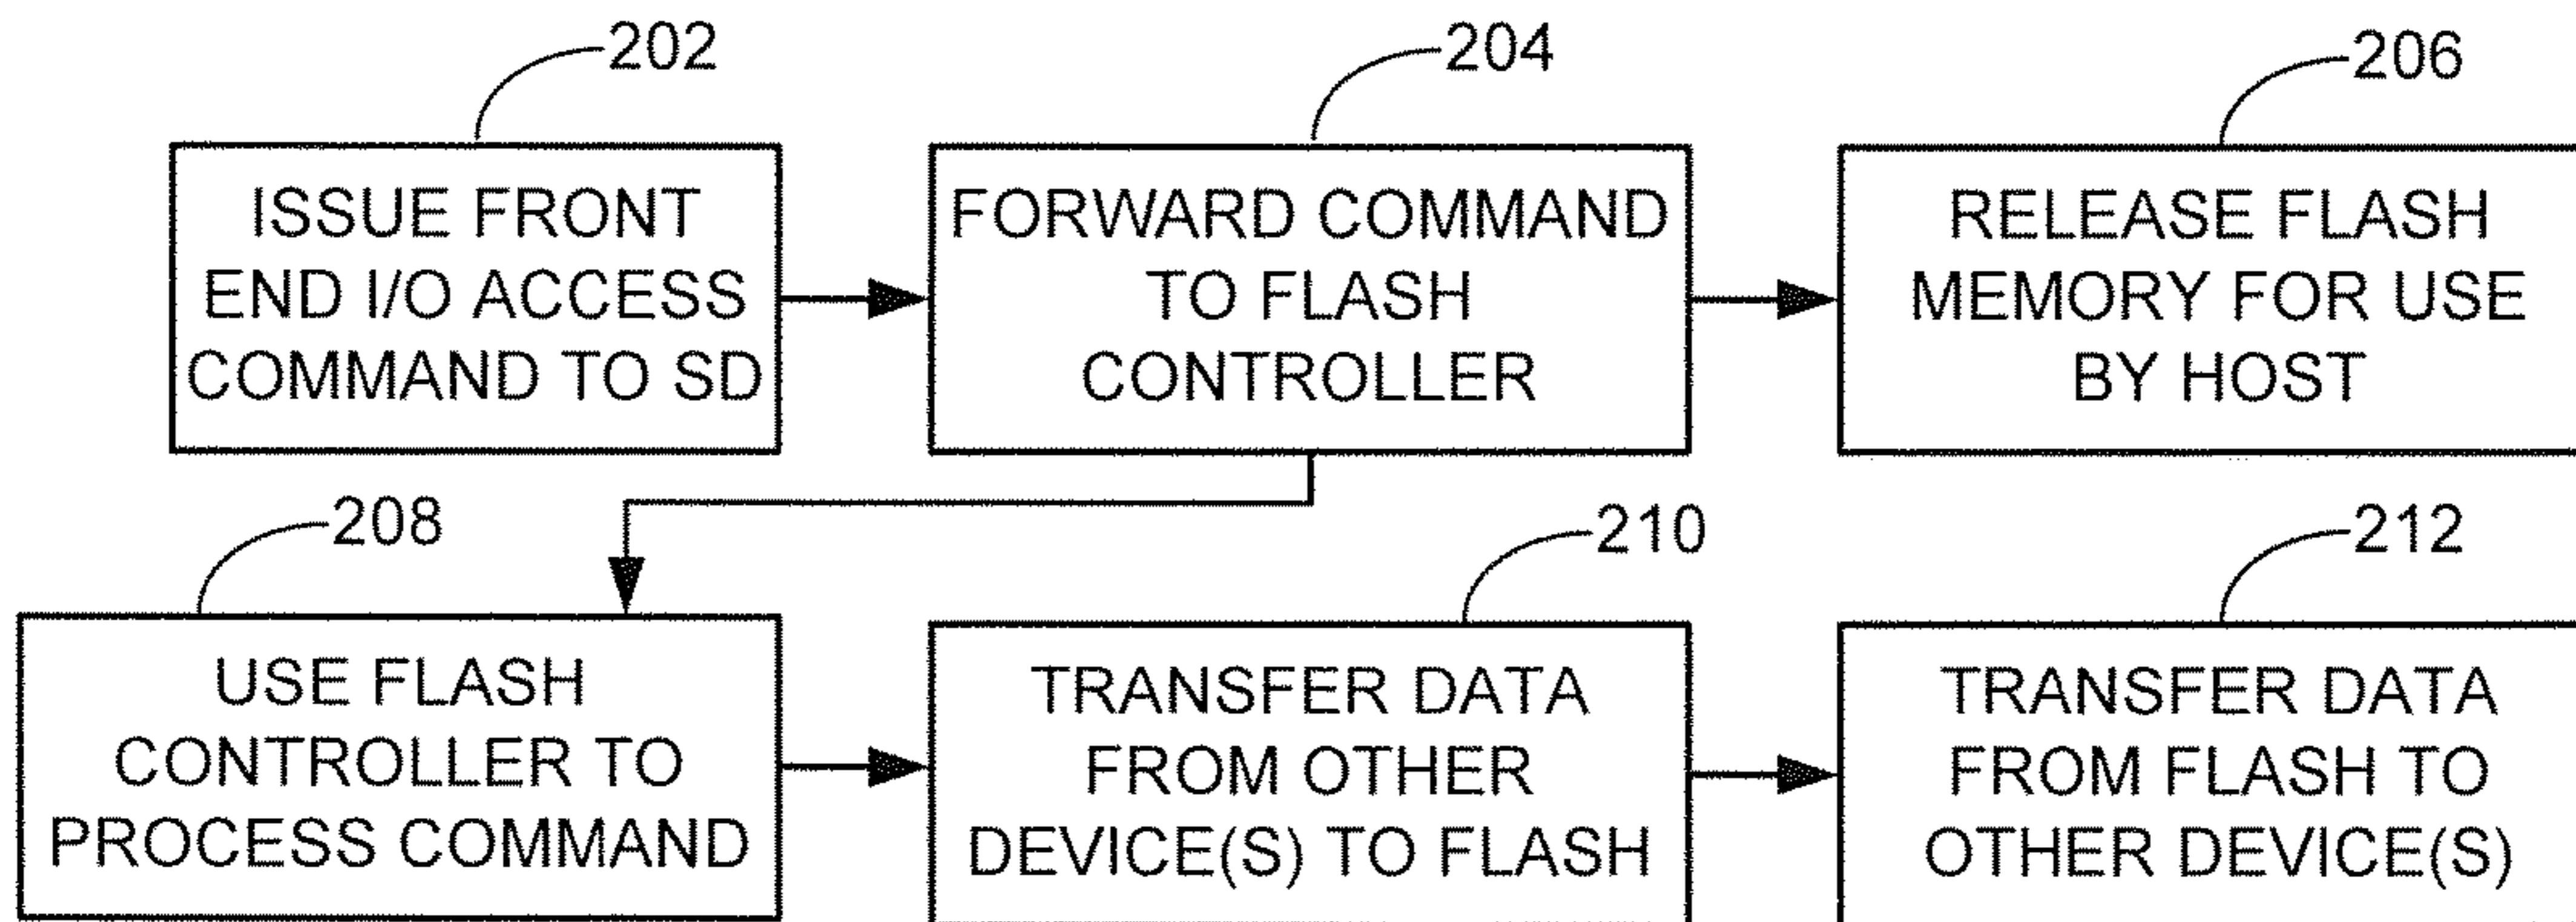 202
ISSUE FRONT
END I/O ACCESS
COMMAND TO SD
204
FORWARD COMMAND
TO FLASH
CONTROLLER
206
RELEASE FLASH
MEMORY FOR USE
BY HOST
208
USE FLASH
CONTROLLER TO
PROCESS COMMAND
210
TRANSFER DATA
FROM OTHER
DEVICE(S) TO FLASH
212
TRANSFER DATA
FROM FLASH TO
OTHER DEVICE(S)